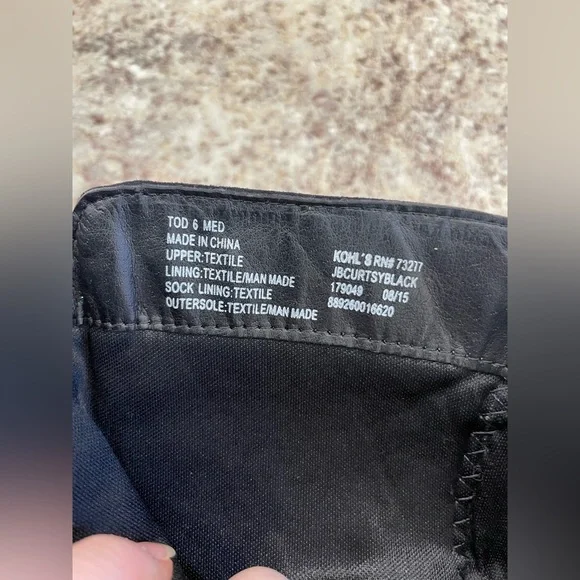 TOD 6 MED
MADE IN CHINA
UPPER:TEXTILE
LINING:TEXTILE/MAN MADE
SOCK LINING:TEXTILE
OUTERSOLE:TEXTILE/MAN MADE
KOHL'S RN# 73277
JBCURTSYBLACK
179049 08/15
889260016620